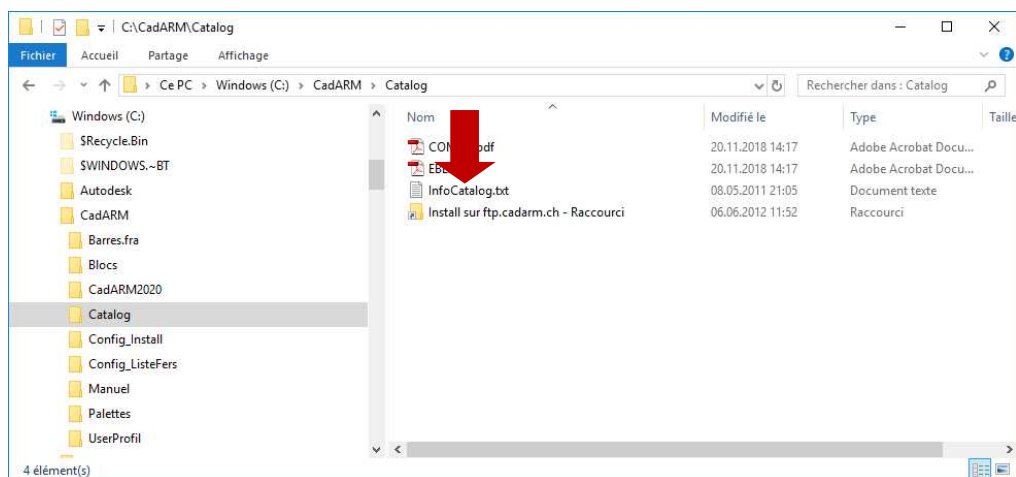 C:\CadARM\Catalog
Fichier Accueil Partage Affichage
Ce PC > Windows (C:) > CadARM > Catalog
Rechercher dans : Catalog
Windows (C:)
$Recycle.Bin
$WINDOWS.~BT
Autodesk
CadARM
Barres.fra
Blocs
CadARM2020
Catalog
Config_Install
Config_ListeFers
Manuel
Palettes
UserProfil
Nom Modifié le Type Taille
20.11.2018 14:17 Adobe Acrobat Docu...
20.11.2018 14:17 Adobe Acrobat Docu...
InfoCatalog.txt 08.05.2011 21:05 Document texte
Install sur ftp.cadarm.ch - Raccourci 06.06.2012 11:52 Raccourci
4 élément(s)